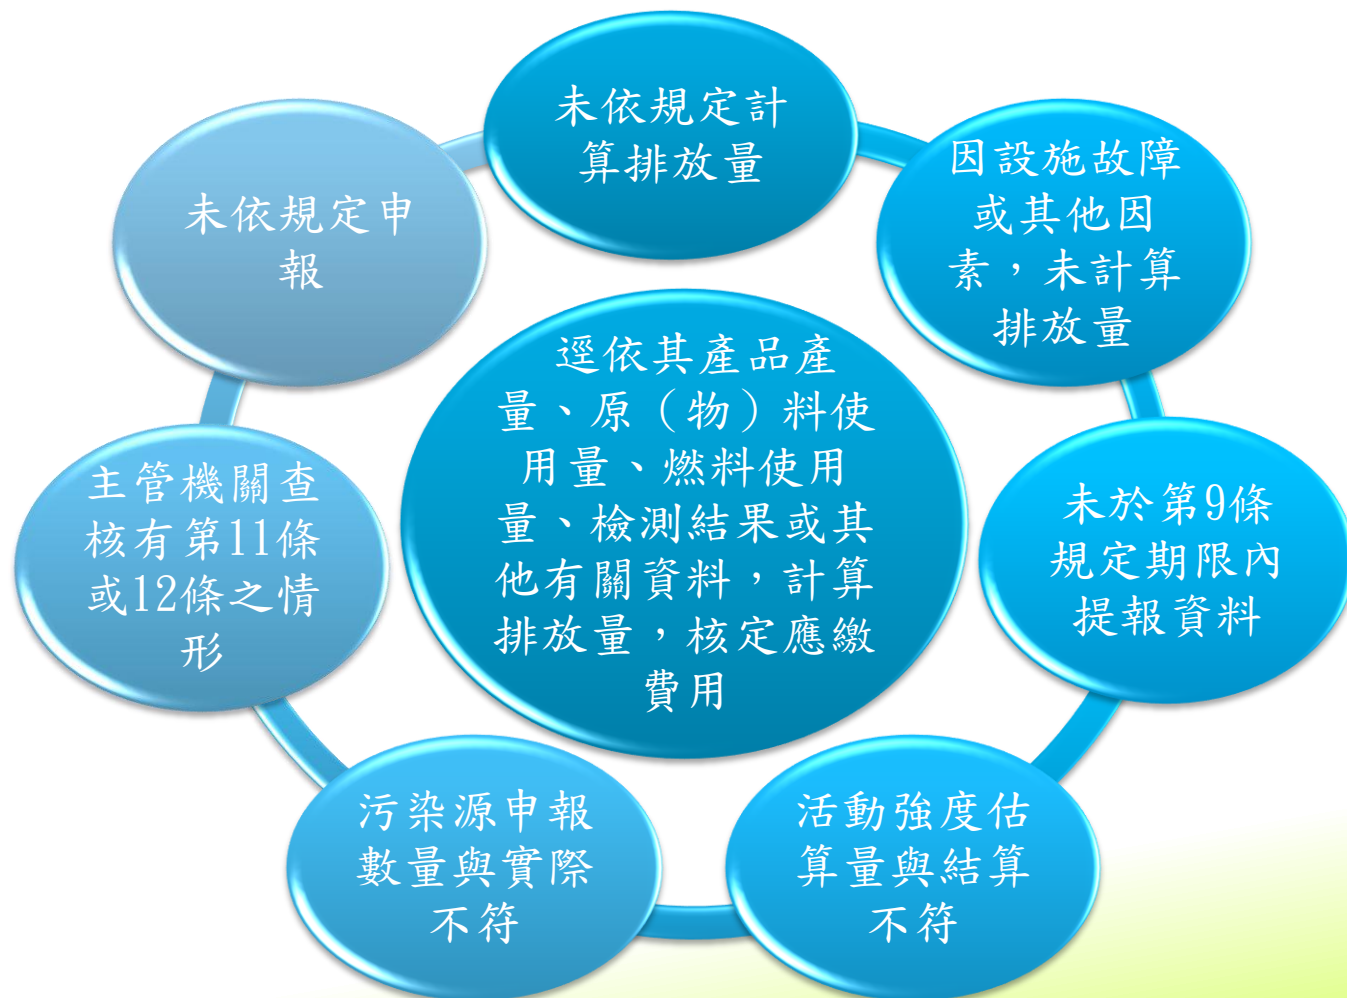 未依規定計
算排放量
因設施故障
或其他因
素，未計算
排放量
未於第9條
規定期限內
提報資料
活動強度估
算量與結算
不符
污染源申報
數量與實際
不符
主管機關查
核有第11條
或12條之情
形
未依規定申
報
逕依其產品產
量、原（物）料使
用量、燃料使用
量、檢測結果或其
他有關資料，計算
排放量，核定應繳
費用